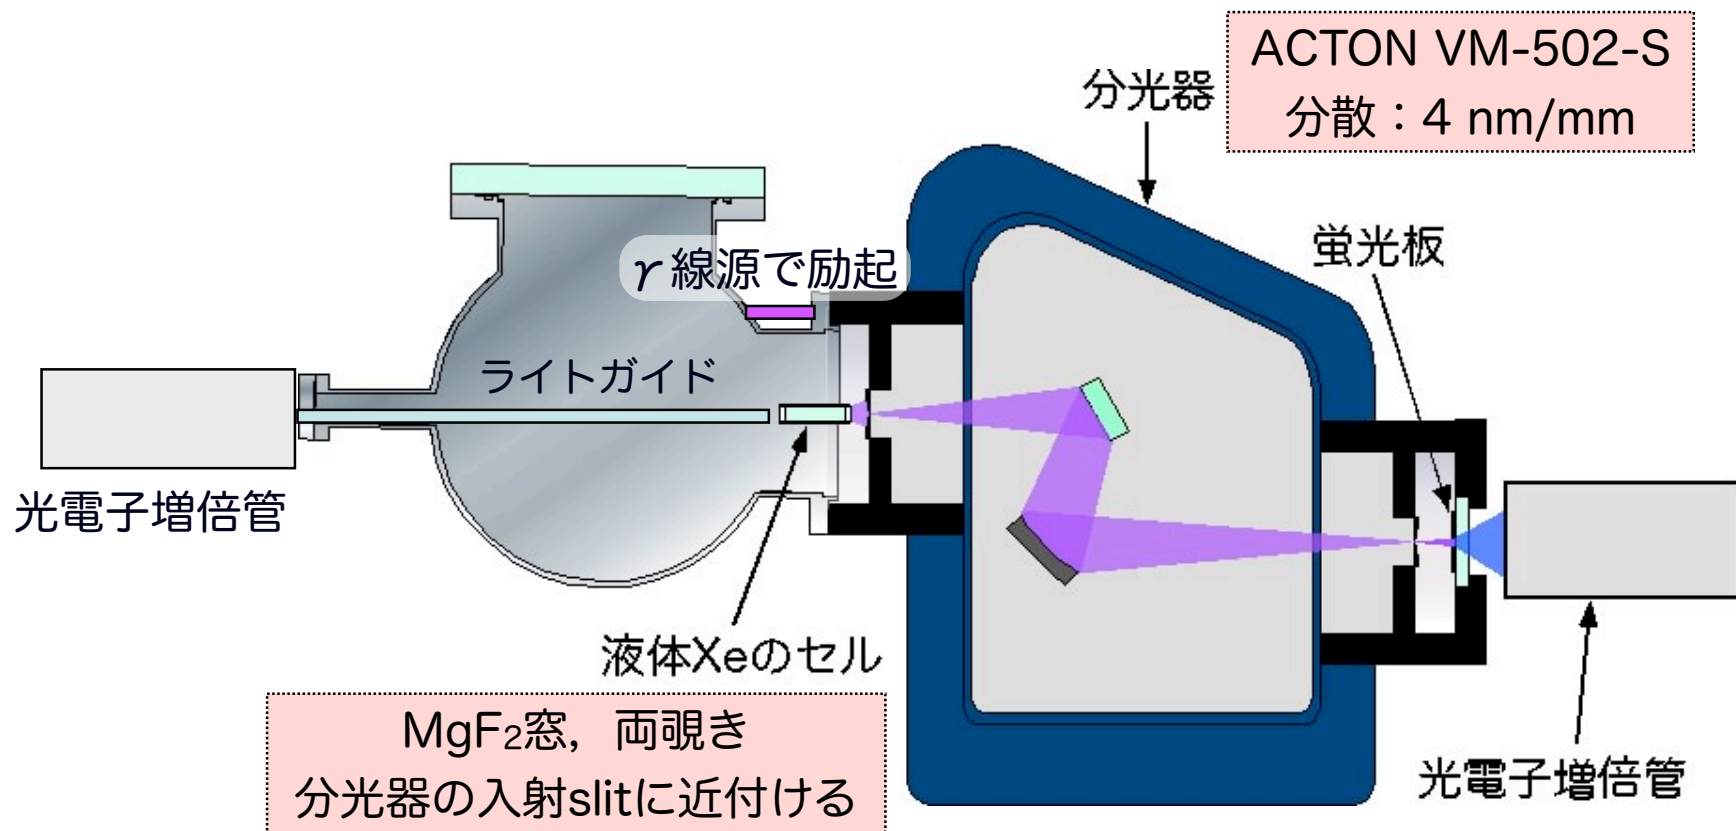 ACTON VM-502-S
分散：4 nm/mm
分光器
蛍光板
γ線源で励起
ライトガイド
光電子増倍管
液体Xeのセル
MgF₂窓，両覗き
分光器の入射slitに近付ける
光電子増倍管